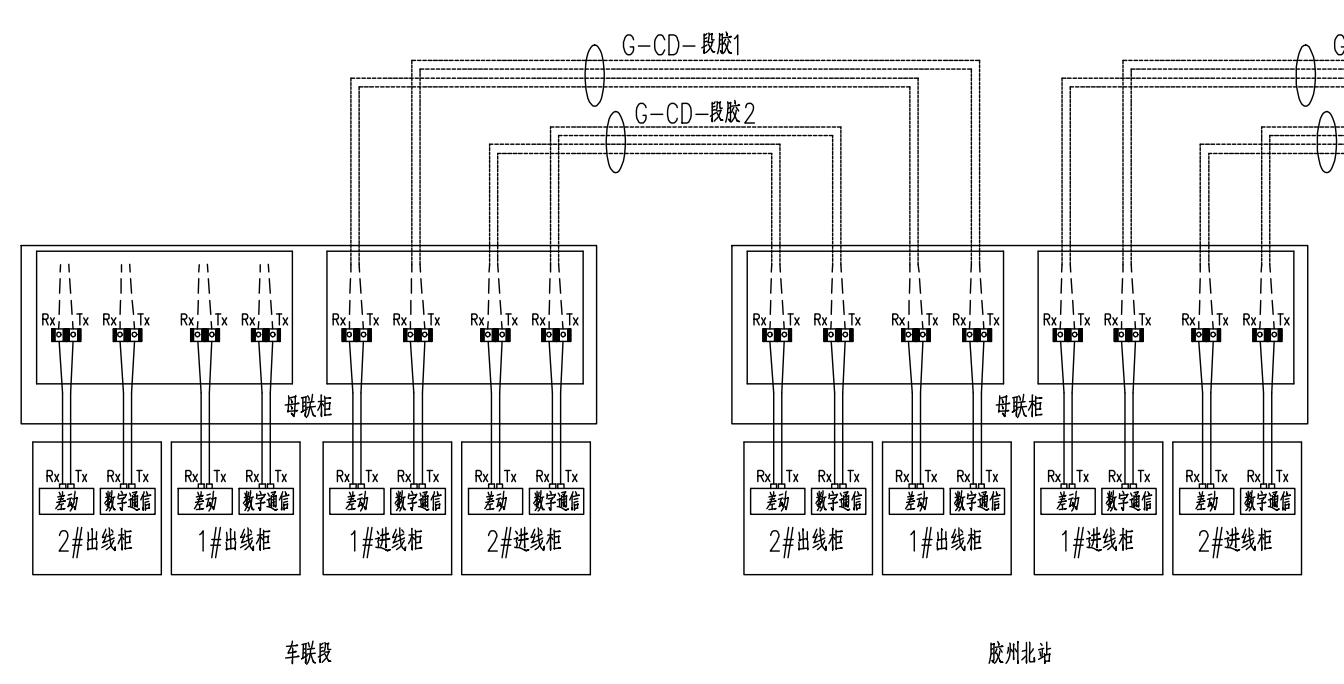 G-CD-段胶1
G
G-CD-段胶2
Rx Tx Rx Tx Rx Tx Rx Tx Rx Tx Rx Tx Rx Tx Rx Tx Rx Tx Rx Tx Rx Tx Rx Tx Rx Tx Rx Tx Rx Tx Rx Tx
母联柜 母联柜
Rx Tx Rx Tx Rx Tx Rx Tx Rx Tx Rx Tx Rx Tx Rx Tx Rx Tx Rx Tx Rx Tx Rx Tx Rx Tx Rx Tx Rx Tx Rx Tx
差动 数字通信 差动 数字通信 差动 数字通信 差动 数字通信 差动 数字通信 差动 数字通信 差动 数字通信 差动 数字通信
2#出线柜 1#出线柜 1#进线柜 2#进线柜 2#出线柜 1#出线柜 1#进线柜 2#进线柜
车联段 胶州北站